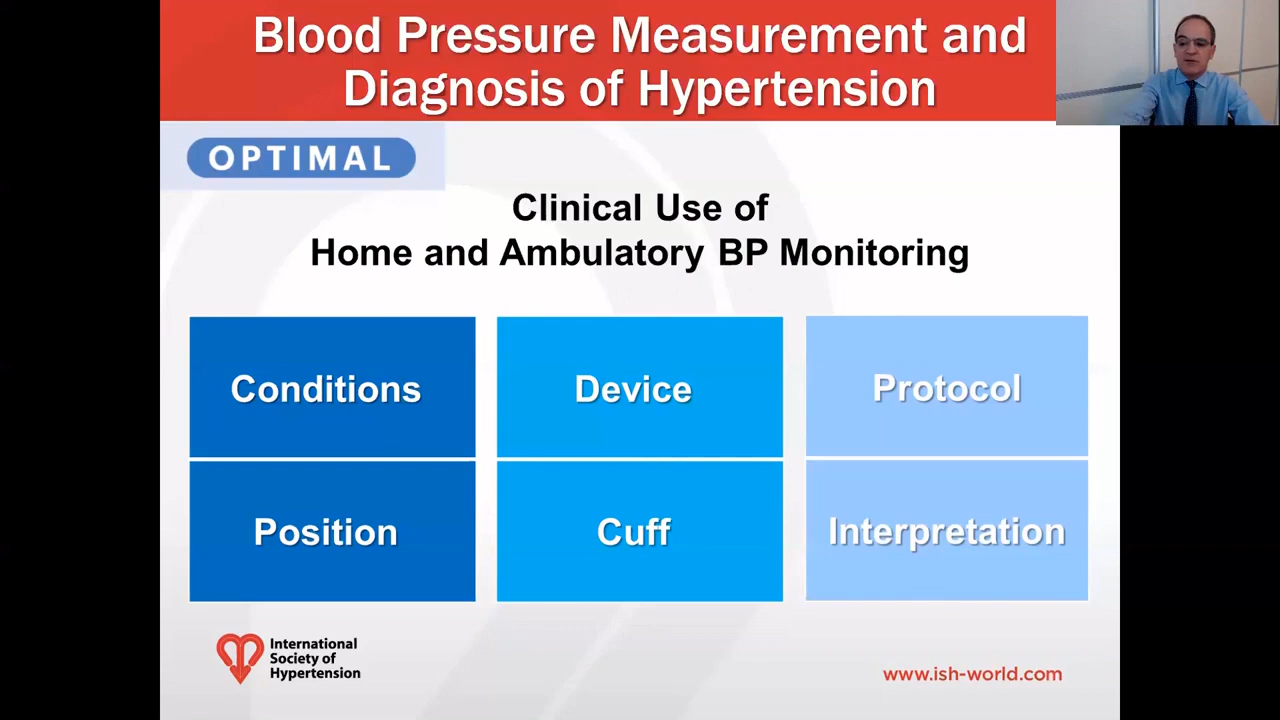 Blood Pressure Measurement and
Diagnosis of Hypertension
OPTIMAL
Clinical Use of
Home and Ambulatory BP Monitoring
Conditions
Device
Protocol
Position
Cuff
Interpretation
International
Society of
Hypertension
www.ish-world.com